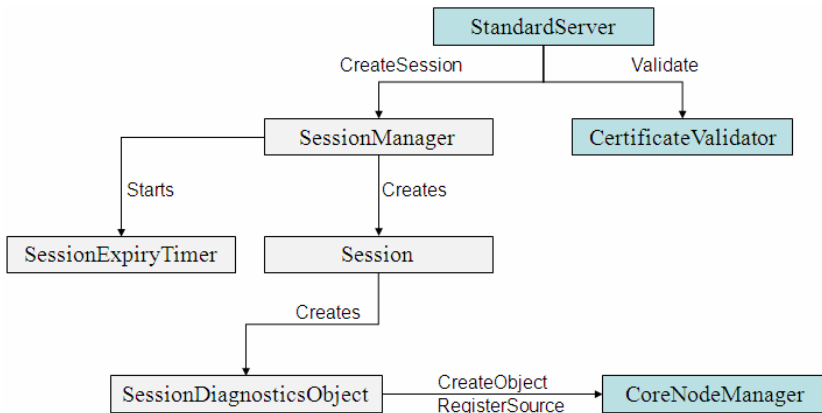 StandardServer
CreateSession
Validate
SessionManager
CertificateValidator
Starts
Creates
SessionExpiryTimer
Session
Creates
SessionDiagnosticsObject
CreateObject
RegisterSource
CoreNodeManager